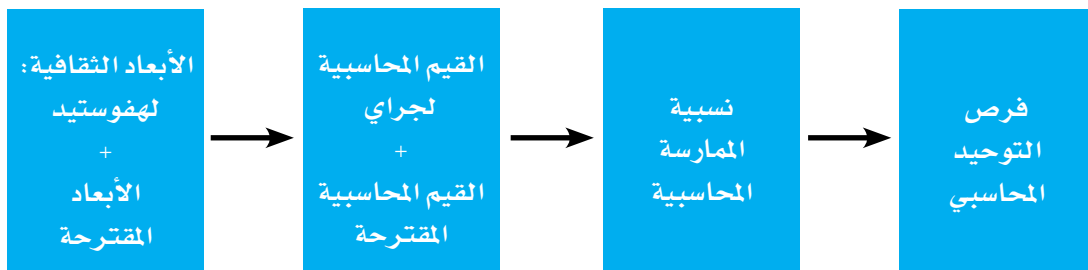 الأبعاد الثقافية:
لهفوستيد
+
الأبعاد
المقترحة
القيم المحاسبية
لجراي
+
القيم المحاسبية
المقترحة
نسبية
الممارسة
المحاسبية
فرص
التوحيد
المحاسبي